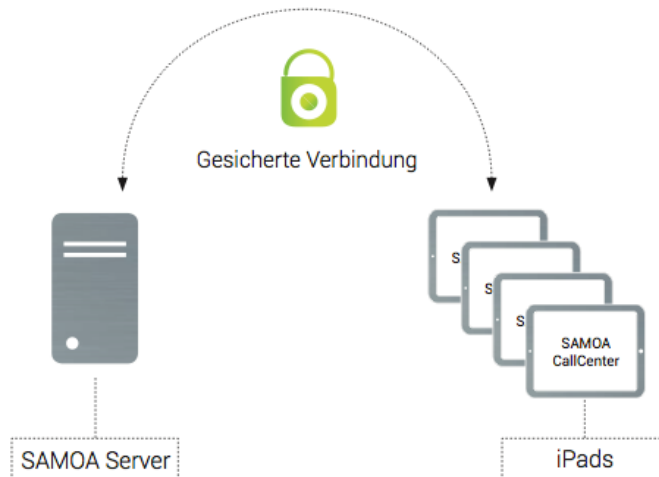 Gesicherte Verbindung
S
S
S
SAMOA
CallCenter
SAMOA Server
iPads